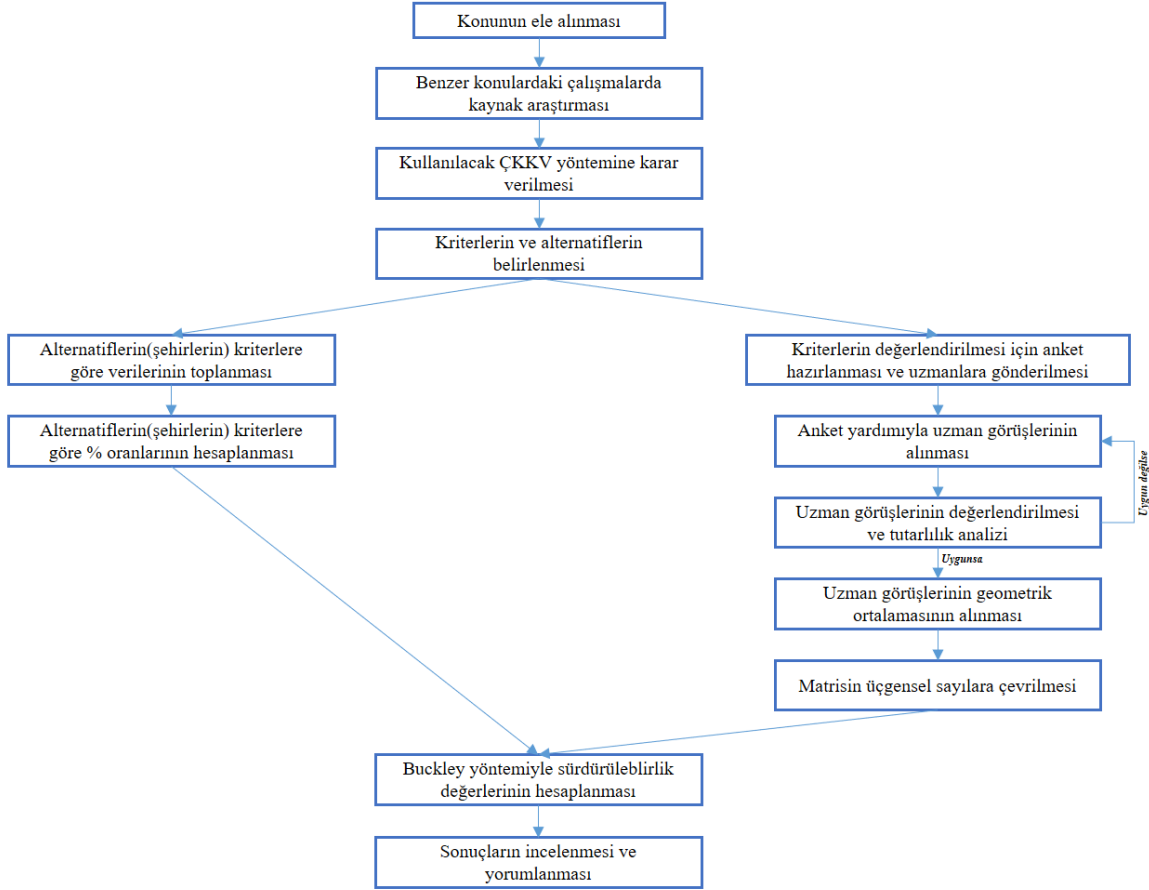 Konunun ele alınması
Benzer konulardaki çalışmalarda
kaynak araştırması
Kullanılacak ÇKKV yöntemine karar
verilmesi
Kriterlerin ve alternatiflerin
belirlenmesi
Alternatiflerin(şehirlerin) kriterlere
göre verilerinin toplanması
Alternatiflerin(şehirlerin) kriterlere
göre % oranlarının hesaplanması
Kriterlerin değerlendirilmesi için anket
hazırlanması ve uzmanlara gönderilmesi
Anket yardımıyla uzman görüşlerinin
alınması
Uygun değilse
Uzman görüşlerinin değerlendirilmesi
ve tutarlılık analizi
Uygunsa
Uzman görüşlerinin geometrik
ortalamasının alınması
Matrisin üçgensel sayılara çevrilmesi
Buckley yöntemiyle sürdürüleblirlik
değerlerinin hesaplanması
Sonuçların incelenmesi ve
yorumlanması